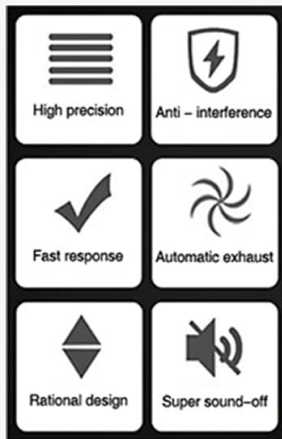 High precision
Anti – interference
Fast response
Automatic exhaust
Rational design
Super sound–off